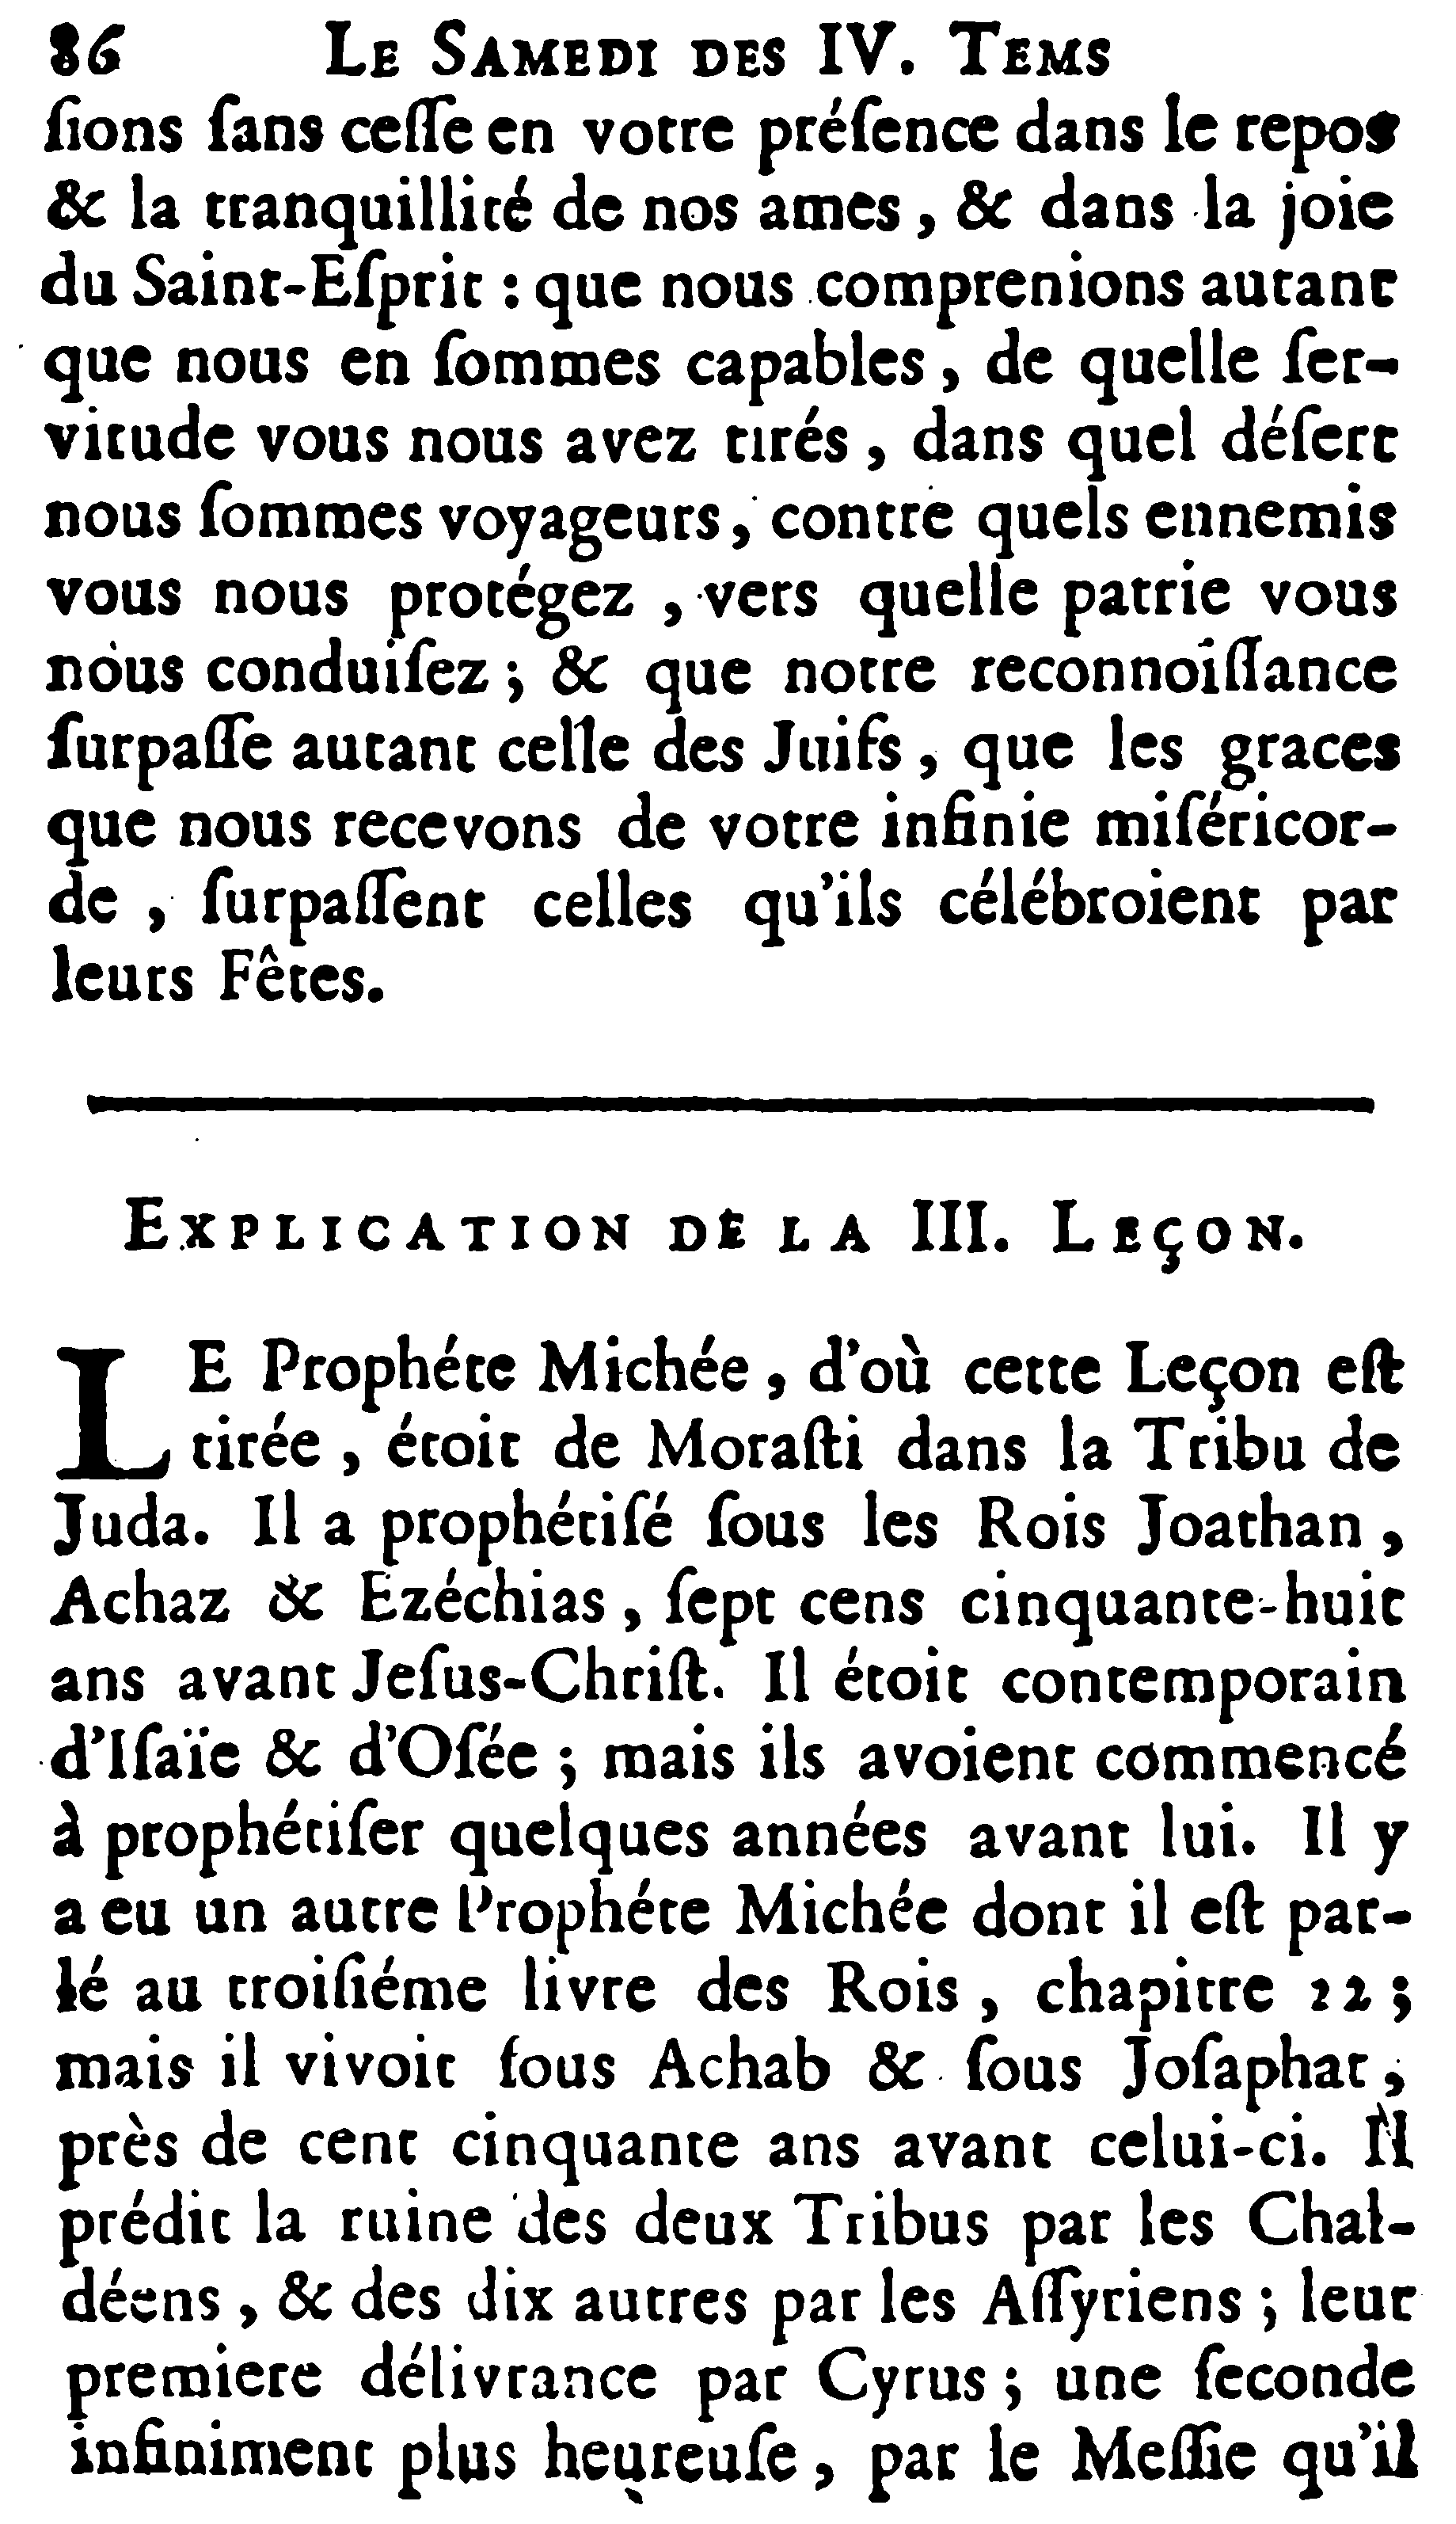 86 LE SAMEDI DES IV. TEMS
ſions ſans ceſſe en votre préſence dans le repos
& la tranquillité de nos ames, & dans la joie
du Saint-Eſprit : que nous comprenions autant
que nous en ſommes capables, de quelle ſer-
vitude vous nous avez tirés, dans quel déſert
nous ſommes voyageurs, contre quels ennemis
vous nous protégez, vers quelle patrie vous
nous conduiſez ; & que notre reconnoiſſance
ſurpaſſe autant celle des Juifs, que les graces
que nous recevons de votre infinie miſéricor-
de, ſurpaſſent celles qu'ils célébroient par
leurs Fêtes.
EXPLICATION DE LA III. LEÇON.
LE Prophéte Michée, d'où cette Leçon eſt
tirée, étoit de Moraſti dans la Tribu de
Juda. Il a prophétiſé ſous les Rois Joathan,
Achaz & Ezéchias, ſept cens cinquante-huit
ans avant Jeſus-Chriſt. Il étoit contemporain
d'Iſaïe & d'Oſée ; mais ils avoient commencé
à prophétiſer quelques années avant lui. Il y
a eu un autre Prophéte Michée dont il eſt par-
lé au troiſiéme livre des Rois, chapitre 22 ;
mais il vivoit ſous Achab & ſous Joſaphat,
près de cent cinquante ans avant celui-ci. Il
prédit la ruine des deux Tribus par les Chal-
déens, & des dix autres par les Aſſyriens ; leur
premiere délivrance par Cyrus ; une ſeconde
infiniment plus heureuſe, par le Meſſie qu'il